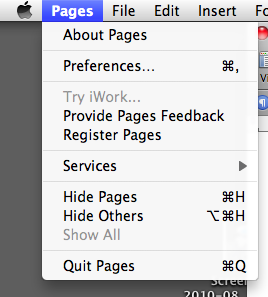 Pages File Edit Insert Fo
About Pages
Preferences... ⌘,
Try iWork...
Provide Pages Feedback
Register Pages
Services
Hide Pages ⌘H
Hide Others ⌥⌘H
Show All
Quit Pages ⌘Q
Screen
2010-08